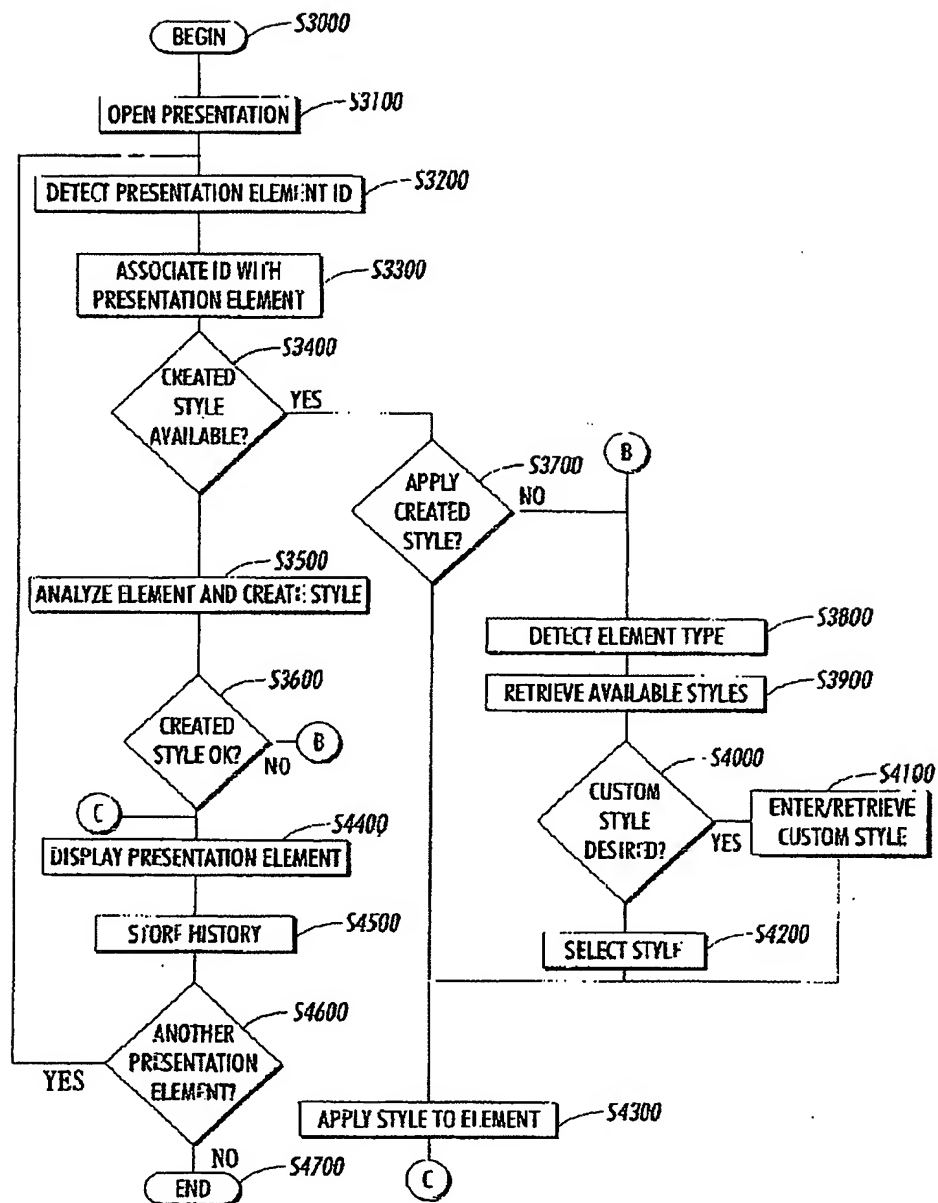 BEGIN
S3000
OPEN PRESENTATION
S3100
DETECT PRESENTATION ELEMENT ID
S3200
ASSOCIATE ID WITH
PRESENTATION ELEMENT
S3300
CREATED
STYLE
AVAILABLE?
S3400
YES
ANALYZE ELEMENT AND CREATE STYLE
S3500
CREATED
STYLE OK?
S3600
NO
B
C
DISPLAY PRESENTATION ELEMENT
S4400
STORE HISTORY
S4500
ANOTHER
PRESENTATION
ELEMENT?
S4600
YES
NO
END
S4700
APPLY
CREATED
STYLE?
S3700
NO
B
DETECT ELEMENT TYPE
S3800
RETRIEVE AVAILABLE STYLES
S3900
CUSTOM
STYLE
DESIRED?
S4000
YES
ENTER/RETRIEVE
CUSTOM STYLE
S4100
SELECT STYLE
S4200
APPLY STYLE TO ELEMENT
S4300
C